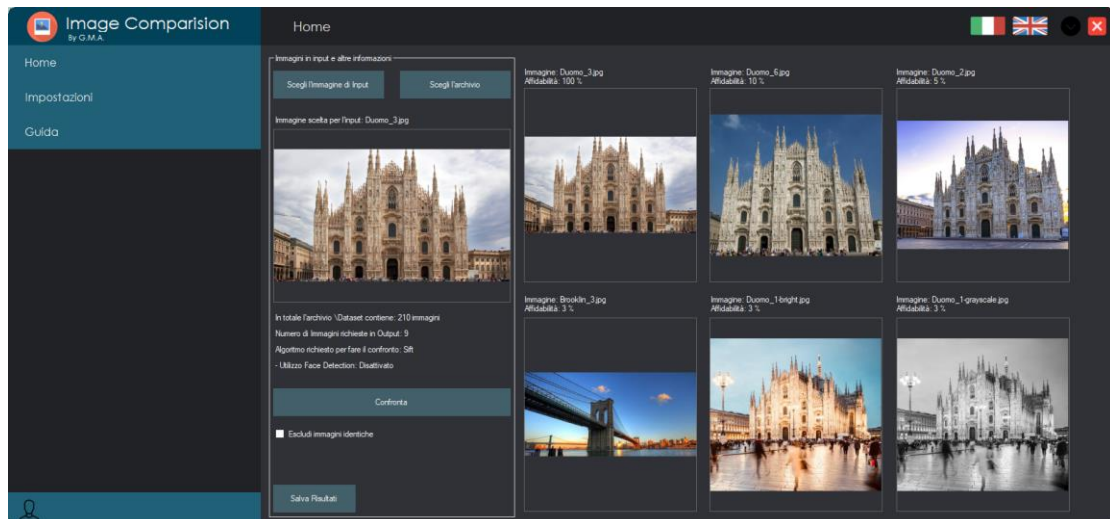 Image Comparision
By G.M.A.
Home
Home
Impostazioni
Guida
Immagini in input e altre informazioni
Scegli l'Immagine di Input
Scegli l'archivio
Immagine scelta per l'input: Duomo_3.jpg
In totale l'archivio \Dataset contiene: 210 immagini
Numero di Immagini richieste in Output: 9
Algoritmo richiesto per fare il confronto: Sift
- Utilizzo Face Detection: Disattivato
Confronta
Escludi immagini identiche
Salva Risultati
Immagine: Duomo_3.jpg
Affidabilità: 100 %
Immagine: Duomo_6.jpg
Affidabilità: 10 %
Immagine: Duomo_2.jpg
Affidabilità: 5 %
Immagine: Brooklin_3.jpg
Affidabilità: 3 %
Immagine: Duomo_1-bright.jpg
Affidabilità: 3 %
Immagine: Duomo_1-grayscale.jpg
Affidabilità: 3 %